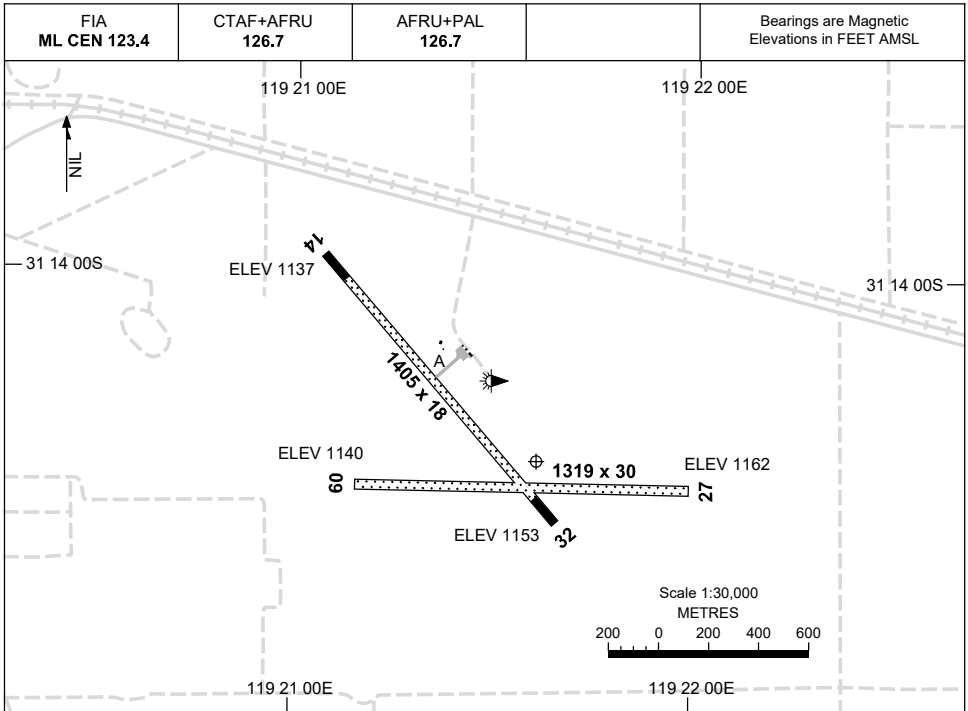 FIA
ML CEN 123.4
CTAF+AFRU
126.7
AFRU+PAL
126.7
Bearings are Magnetic
Elevations in FEET AMSL
119 21 00E
119 22 00E
NIL
31 14 00S
14
ELEV 1137
31 14 00S
A
1405 x 18
ELEV 1140
1319 x 30
ELEV 1162
09
27
ELEV 1153
32
Scale 1:30,000
METRES
200 0 200 400 600
119 21 00E
119 22 00E